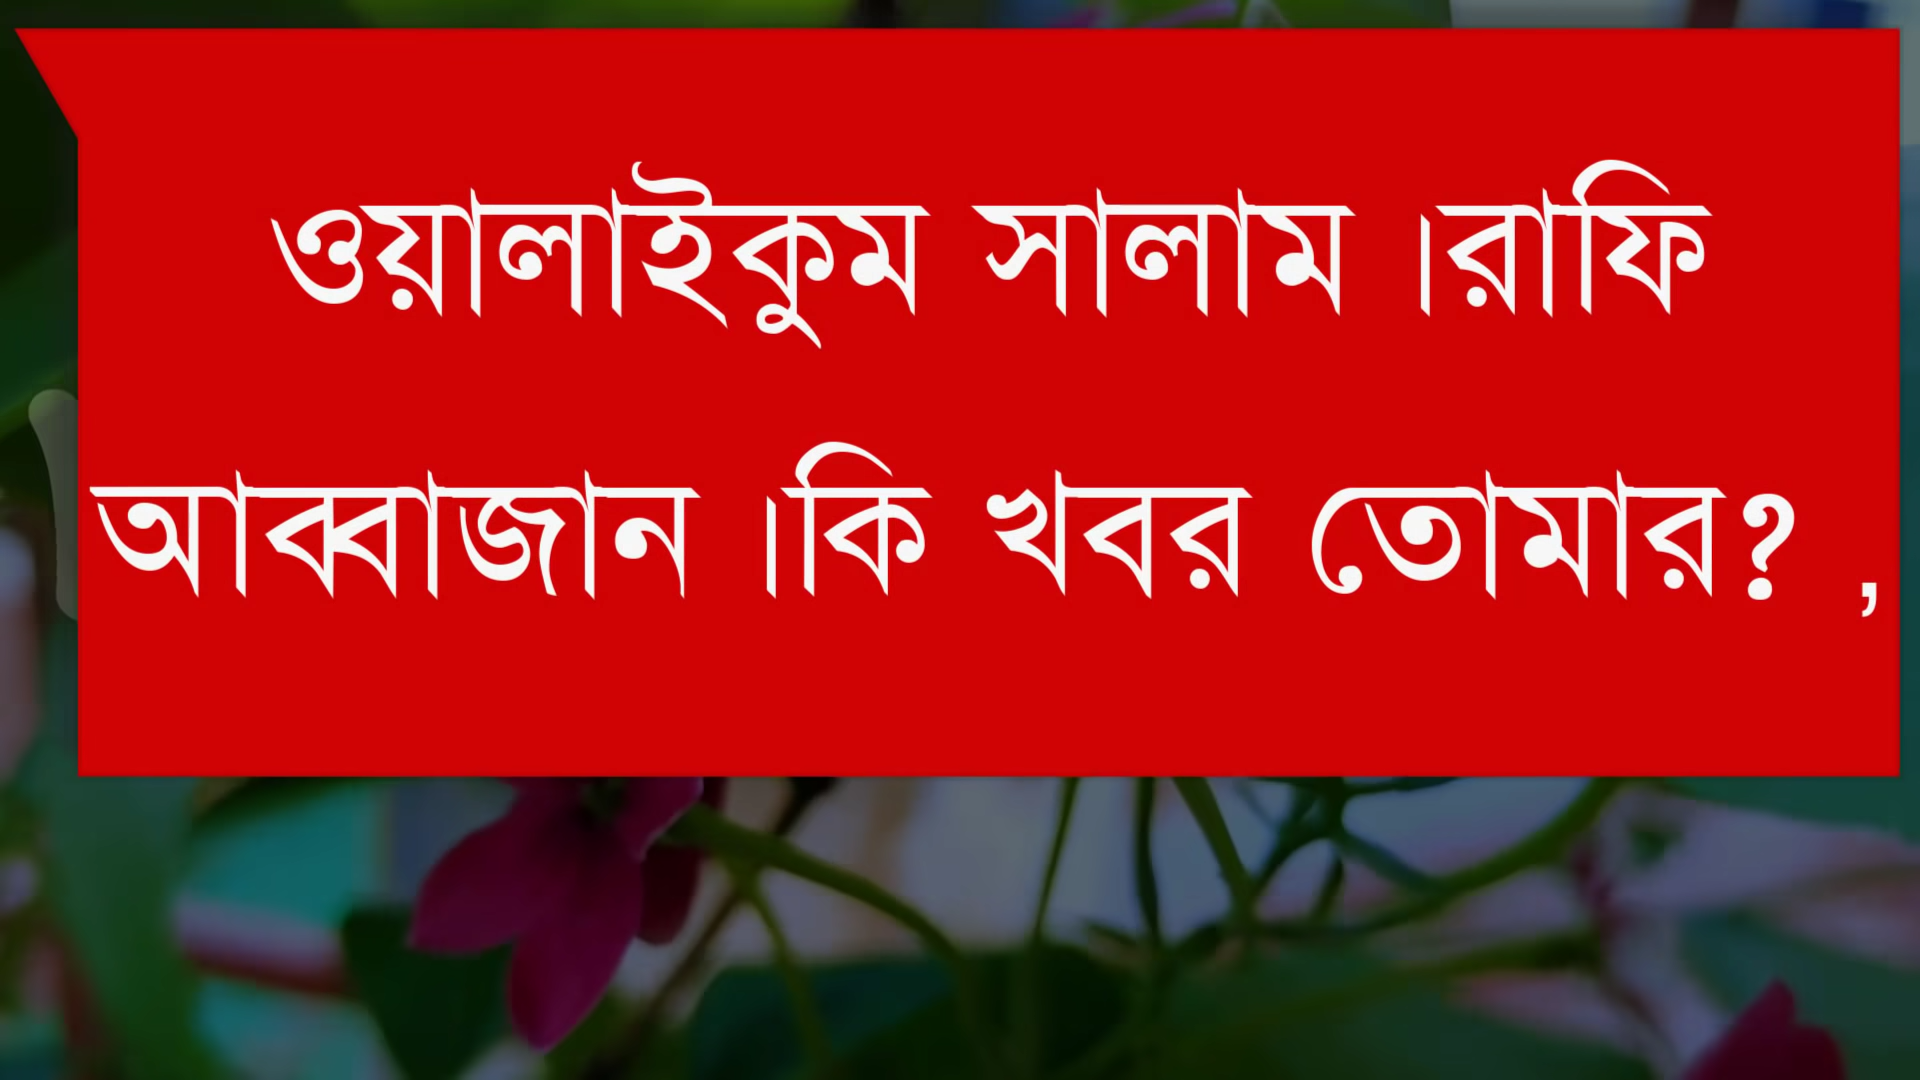 ওয়ালাইকুম সালাম ।রাফি
আব্বাজান ।কি খবর তোমার? ,